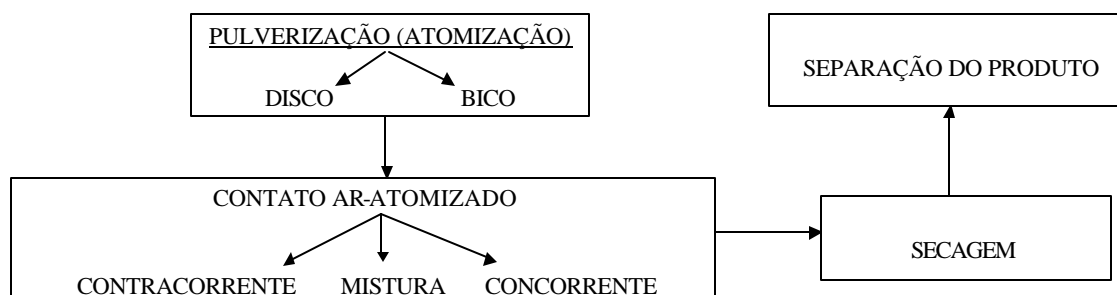 PULVERIZAÇÃO (ATOMIZAÇÃO)
DISCO BICO
CONTATO AR-ATOMIZADO
CONTRACORRENTE MISTURA CONCORRENTE
SECAGEM
SEPARAÇÃO DO PRODUTO